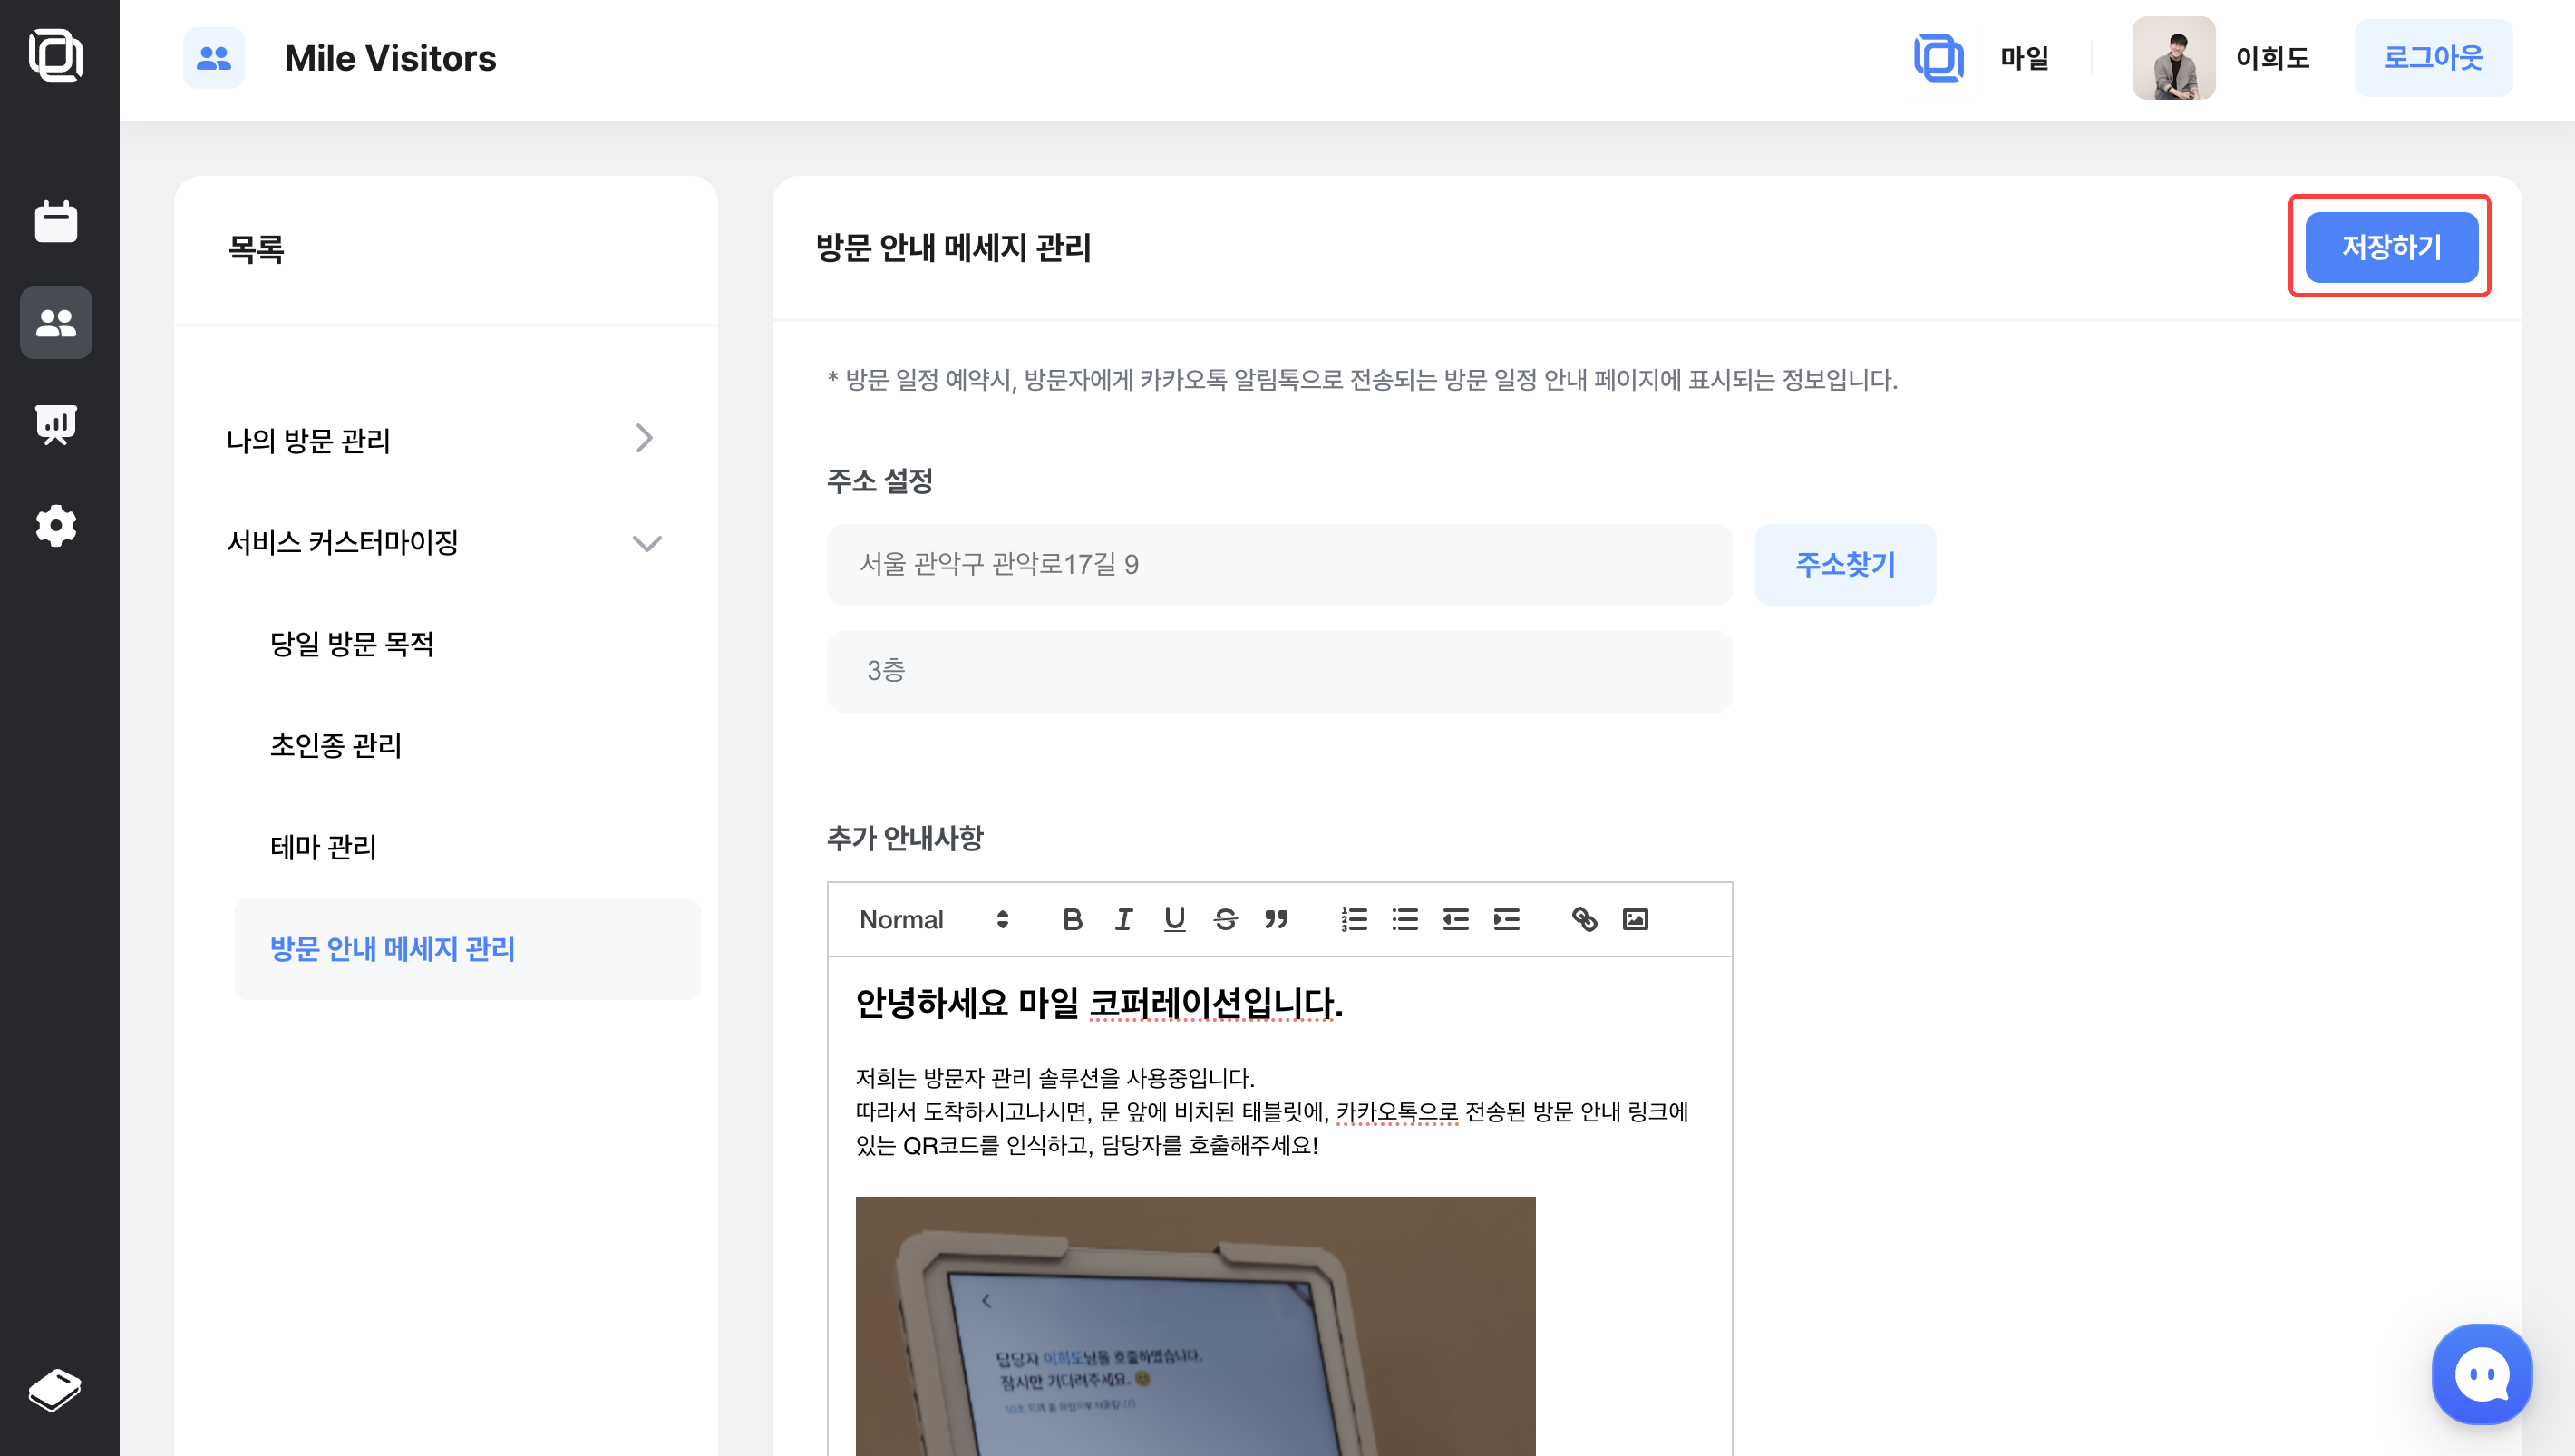 Mile Visitors
마일
이희도
로그아웃
목록
나의 방문 관리
서비스 커스터마이징
당일 방문 목적
초인종 관리
테마 관리
방문 안내 메세지 관리
방문 안내 메세지 관리
저장하기
* 방문 일정 예약시, 방문자에게 카카오톡 알림톡으로 전송되는 방문 일정 안내 페이지에 표시되는 정보입니다.
주소 설정
서울 관악구 관악로17길 9
주소찾기
3층
추가 안내사항
Normal
안녕하세요 마일 코퍼레이션입니다.
저희는 방문자 관리 솔루션을 사용중입니다.
따라서 도착하시고나시면, 문 앞에 비치된 태블릿에, 카카오톡으로 전송된 방문 안내 링크에
있는 QR코드를 인식하고, 담당자를 호출해주세요!
담당자 이희도님을 호출하였습니다.
잠시만 기다려주세요. 😊